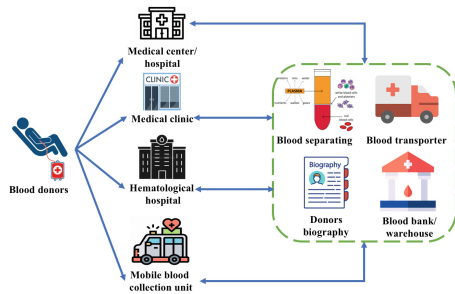 Medical center/
hospital
CLINIC
Medical clinic
Hematological
hospital
Mobile blood
collection unit
Blood donors
PLASMA
Blood separating
Blood transporter
Biography
Donors
biography
Blood bank/
warehouse